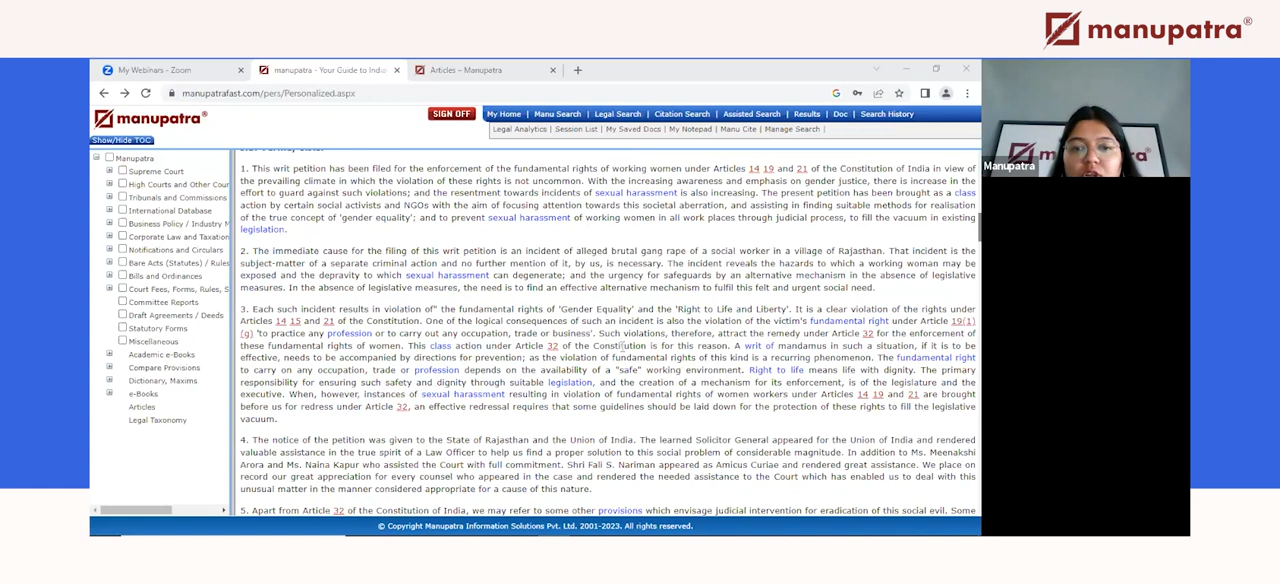 manupatra®
My Webinars - Zoom
manupatra - Your Guide to India
Articles – Manupatra
manupatrafast.com/pers/Personalized.aspx
manupatra®
SIGN OFF
My Home | Manu Search | Legal Search | Citation Search | Assisted Search | Results | Doc | Search History
Legal Analytics | Session List | My Saved Docs | My Notepad | Manu Cite | Manage Search |
Show/Hide TOC
Manupatra
Supreme Court
High Courts and Other Cour
Tribunals and Commissions
International Database
Business Policy / Industry M
Corporate Law and Taxation
Notifications and Circulars
Bare Acts (Statutes) / Rules
Bills and Ordinances
Court Fees, Forms, Rules, S
Committee Reports
Draft Agreements / Deeds
Statutory Forms
Miscellaneous
Academic e-Books
Compare Provisions
Dictionary, Maxims
e-Books
Articles
Legal Taxonomy
1. This writ petition has been filed for the enforcement of the fundamental rights of working women under Articles 14 19 and 21 of the Constitution of India in view of
the prevailing climate in which the violation of these rights is not uncommon. With the increasing awareness and emphasis on gender justice, there is increase in the
effort to guard against such violations; and the resentment towards incidents of sexual harassment is also increasing. The present petition has been brought as a class
action by certain social activists and NGOs with the aim of focusing attention towards this societal aberration, and assisting in finding suitable methods for realisation
of the true concept of 'gender equality'; and to prevent sexual harassment of working women in all work places through judicial process, to fill the vacuum in existing
legislation.
2. The immediate cause for the filing of this writ petition is an incident of alleged brutal gang rape of a social worker in a village of Rajasthan. That incident is the
subject-matter of a separate criminal action and no further mention of it, by us, is necessary. The incident reveals the hazards to which a working woman may be
exposed and the depravity to which sexual harassment can degenerate; and the urgency for safeguards by an alternative mechanism in the absence of legislative
measures. In the absence of legislative measures, the need is to find an effective alternative mechanism to fulfil this felt and urgent social need.
3. Each such incident results in violation of" the fundamental rights of 'Gender Equality' and the 'Right to Life and Liberty'. It is a clear violation of the rights under
Articles 14 15 and 21 of the Constitution. One of the logical consequences of such an incident is also the violation of the victim's fundamental right under Article 19(1)
(g) 'to practice any profession or to carry out any occupation, trade or business'. Such violations, therefore, attract the remedy under Article 32 for the enforcement of
these fundamental rights of women. This class action under Article 32 of the Constitution is for this reason. A writ of mandamus in such a situation, if it is to be
effective, needs to be accompanied by directions for prevention; as the violation of fundamental rights of this kind is a recurring phenomenon. The fundamental right
to carry on any occupation, trade or profession depends on the availability of a "safe" working environment. Right to life means life with dignity. The primary
responsibility for ensuring such safety and dignity through suitable legislation, and the creation of a mechanism for its enforcement, is of the legislature and the
executive. When, however, instances of sexual harassment resulting in violation of fundamental rights of women workers under Articles 14 19 and 21 are brought
before us for redress under Article 32, an effective redressal requires that some guidelines should be laid down for the protection of these rights to fill the legislative
vacuum.
4. The notice of the petition was given to the State of Rajasthan and the Union of India. The learned Solicitor General appeared for the Union of India and rendered
valuable assistance in the true spirit of a Law Officer to help us find a proper solution to this social problem of considerable magnitude. In addition to Ms. Meenakshi
Arora and Ms. Naina Kapur who assisted the Court with full commitment. Shri Fali S. Nariman appeared as Amicus Curiae and rendered great assistance. We place on
record our great appreciation for every counsel who appeared in the case and rendered the needed assistance to the Court which has enabled us to deal with this
unusual matter in the manner considered appropriate for a cause of this nature.
5. Apart from Article 32 of the Constitution of India, we may refer to some other provisions which envisage judicial intervention for eradication of this social evil. Some
© Copyright Manupatra Information Solutions Pvt. Ltd. 2001-2023. All rights reserved.
Manupatra